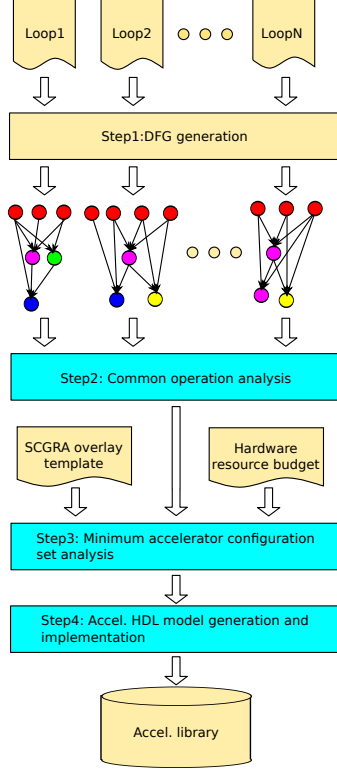 Loop1
Loop2
LoopN
Step1:DFG generation
Step2: Common operation analysis
SCGRA overlay
template
Hardware
resource budget
Step3: Minimum accelerator configuration
set analysis
Step4: Accel. HDL model generation and
implementation
Accel. library